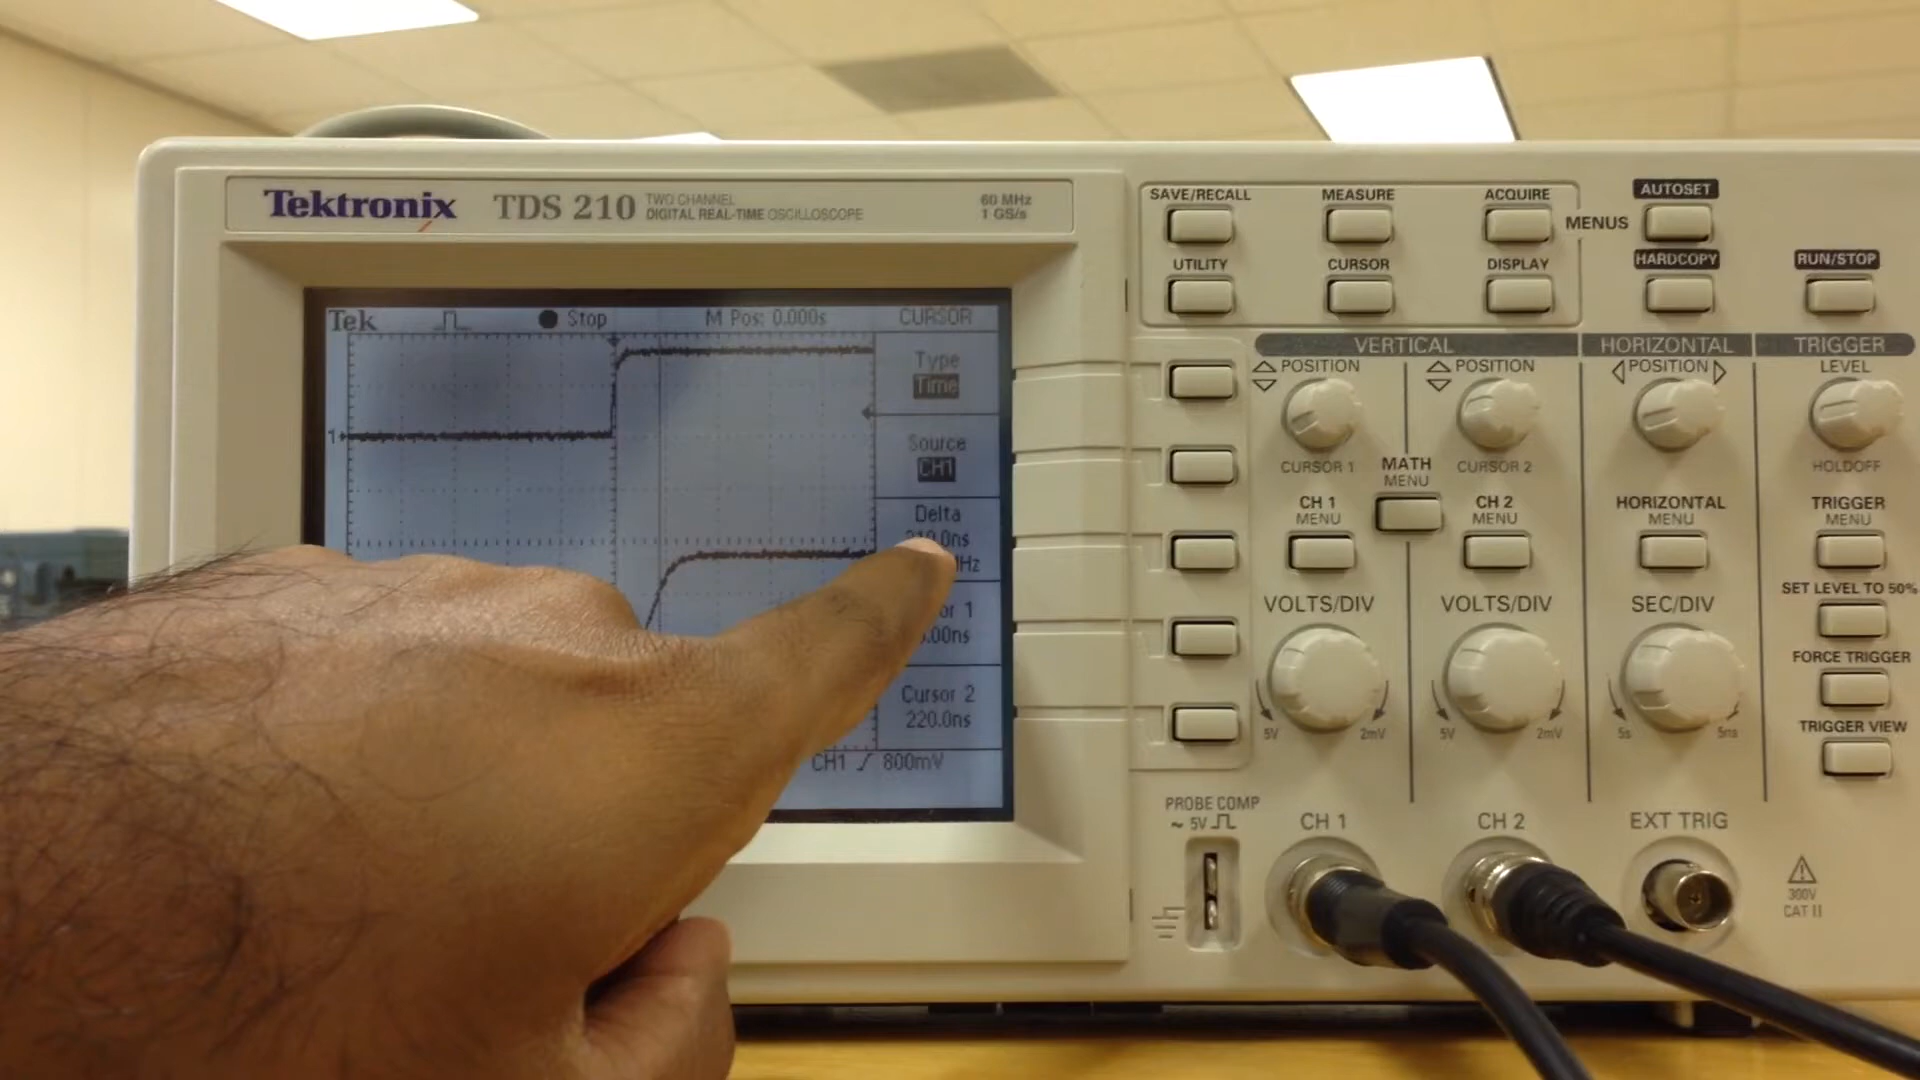 Tektronix TDS 210 TWO CHANNEL
DIGITAL REAL-TIME OSCILLOSCOPE
60 MHz
1 GS/s
Tek Stop M Pos: 0.000s CURSOR
Type
Time
Source
CH1
Delta
Cursor 2
220.0ns
CH1 800mV
1
SAVE/RECALL MEASURE ACQUIRE
MENUS
AUTOSET
UTILITY CURSOR DISPLAY
HARDCOPY
RUN/STOP
VERTICAL HORIZONTAL TRIGGER
POSITION POSITION POSITION LEVEL
CURSOR 1 CURSOR 2 HOLDOFF
MATH
MENU
CH 1
MENU
CH 2
MENU
HORIZONTAL
MENU
TRIGGER
MENU
SET LEVEL TO 50%
VOLTS/DIV VOLTS/DIV SEC/DIV
FORCE TRIGGER
TRIGGER VIEW
5V 2mV 5V 2mV 5s 5ns
PROBE COMP
~ 5V
CH 1 CH 2 EXT TRIG
300V
CAT II